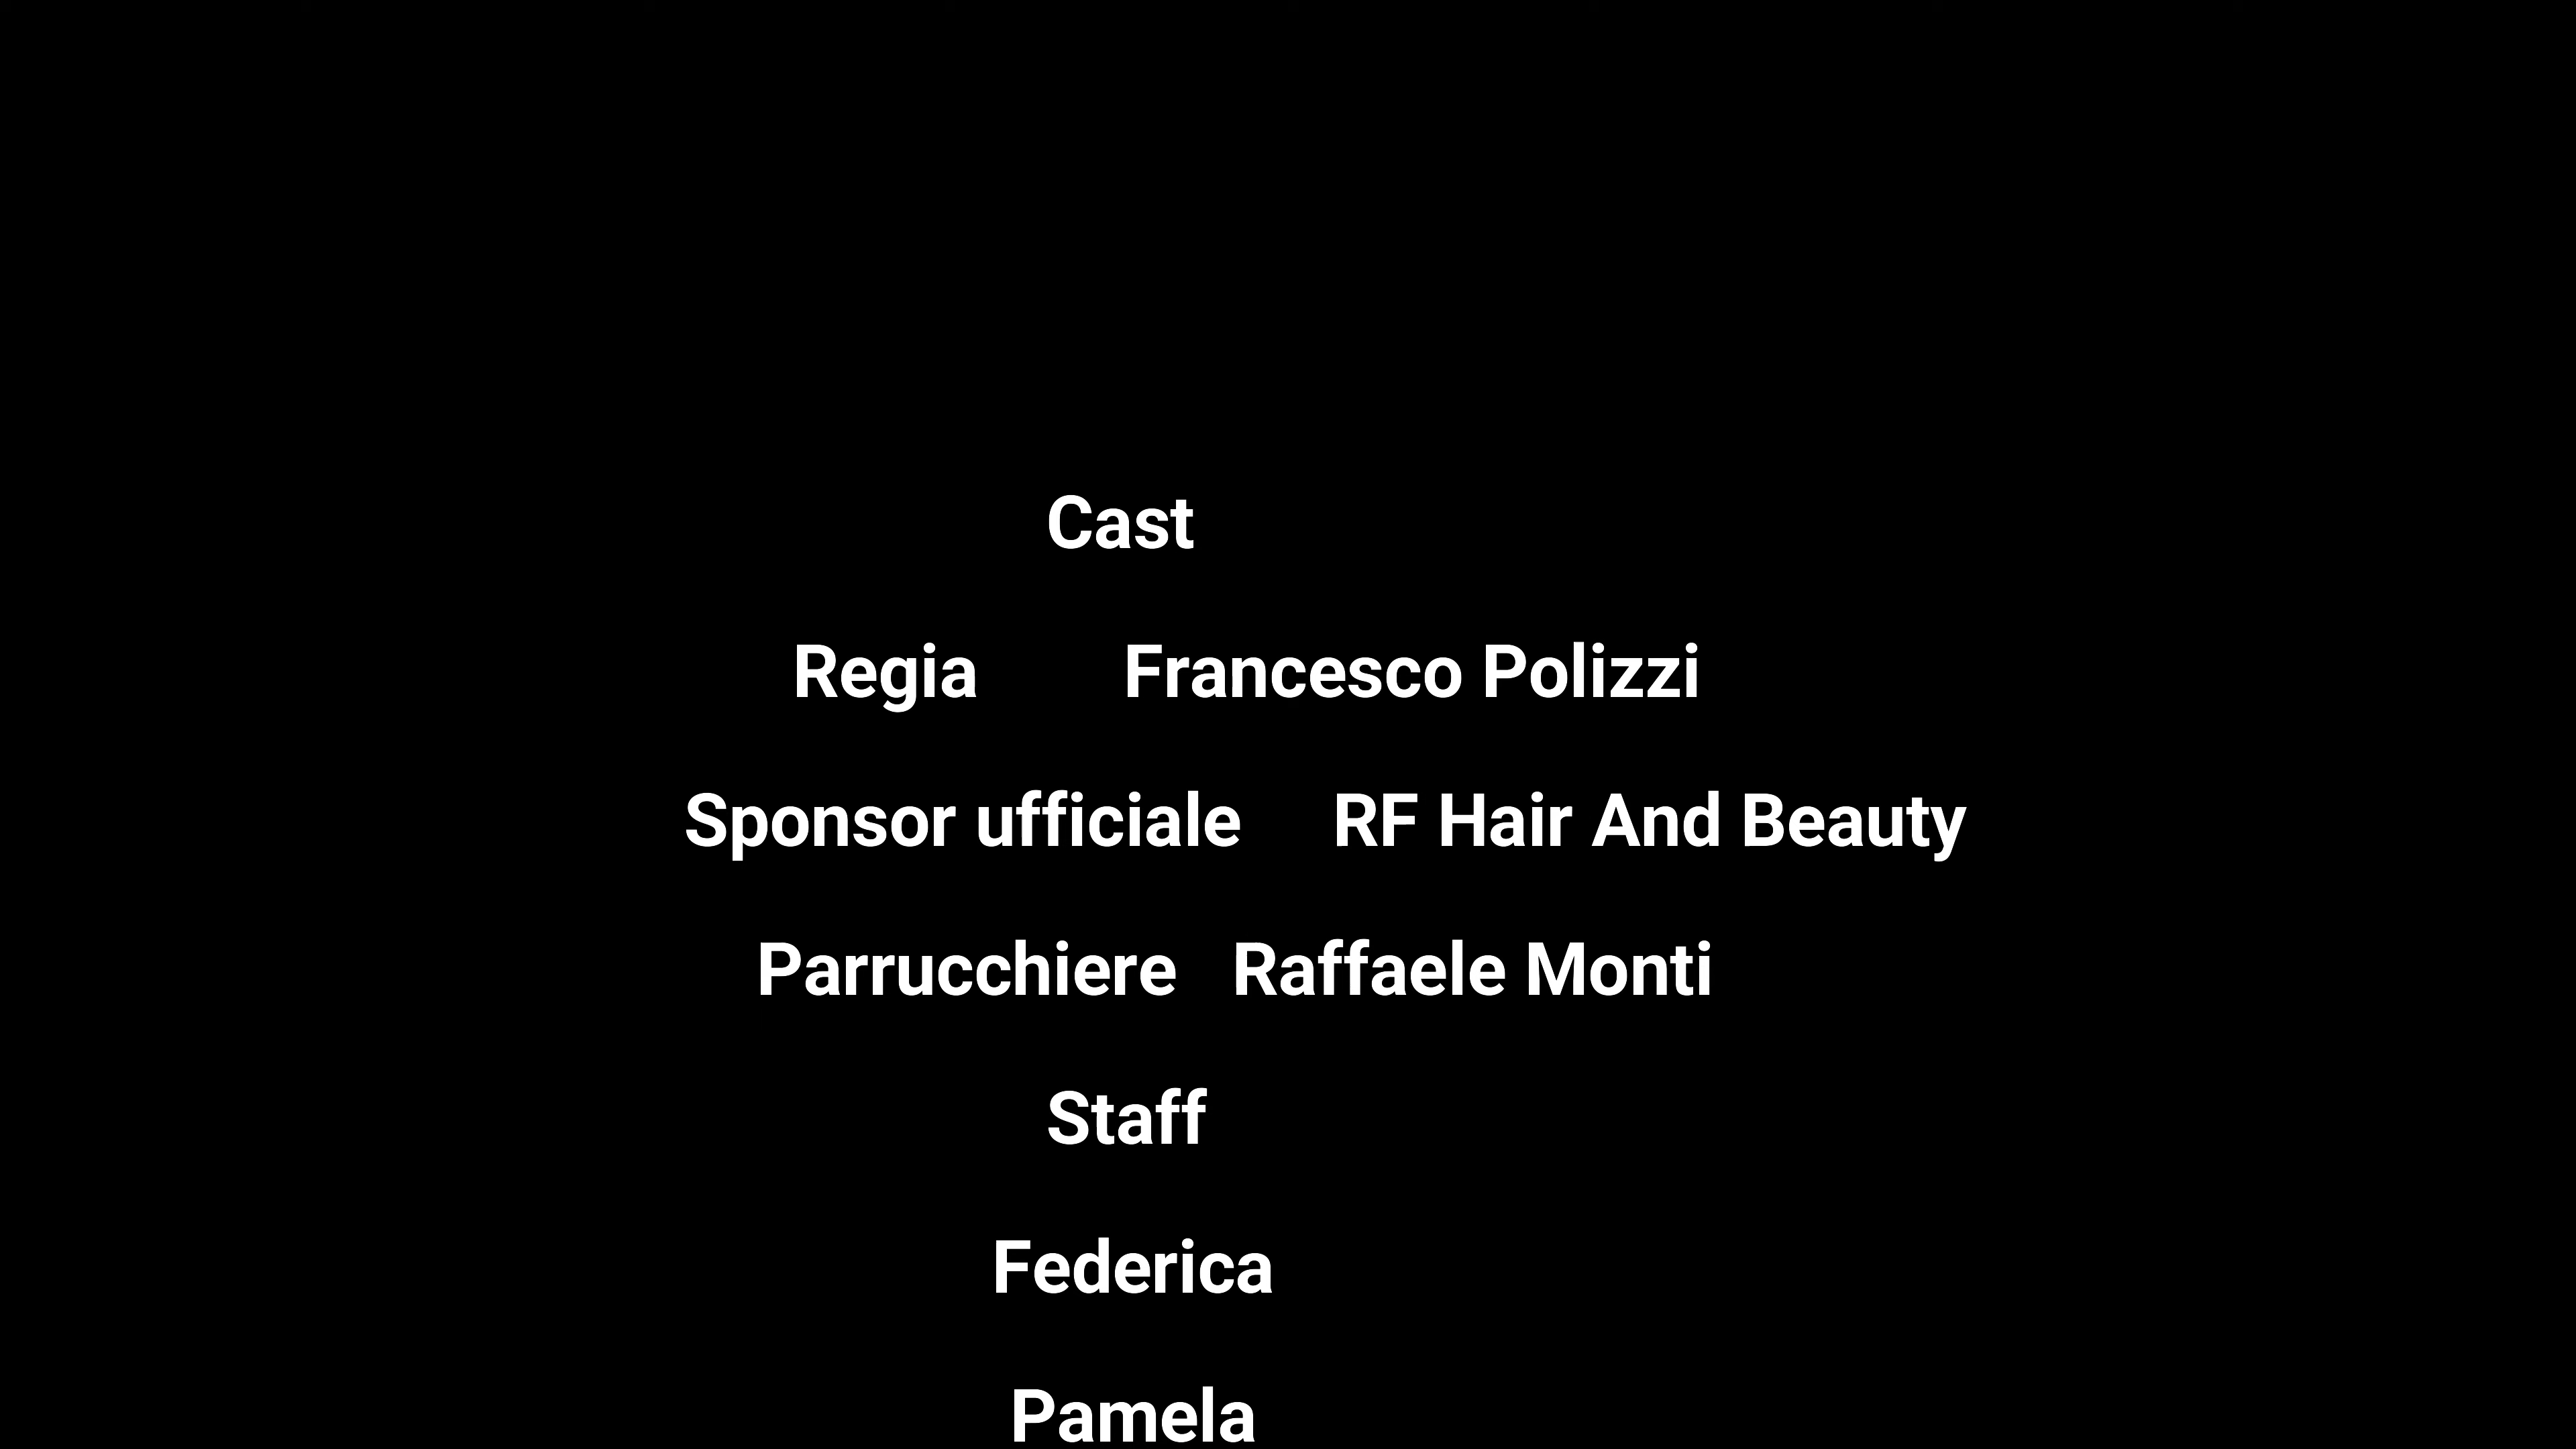 Cast
Regia Francesco Polizzi
Sponsor ufficiale RF Hair And Beauty
Parrucchiere Raffaele Monti
Staff
Federica
Pamela